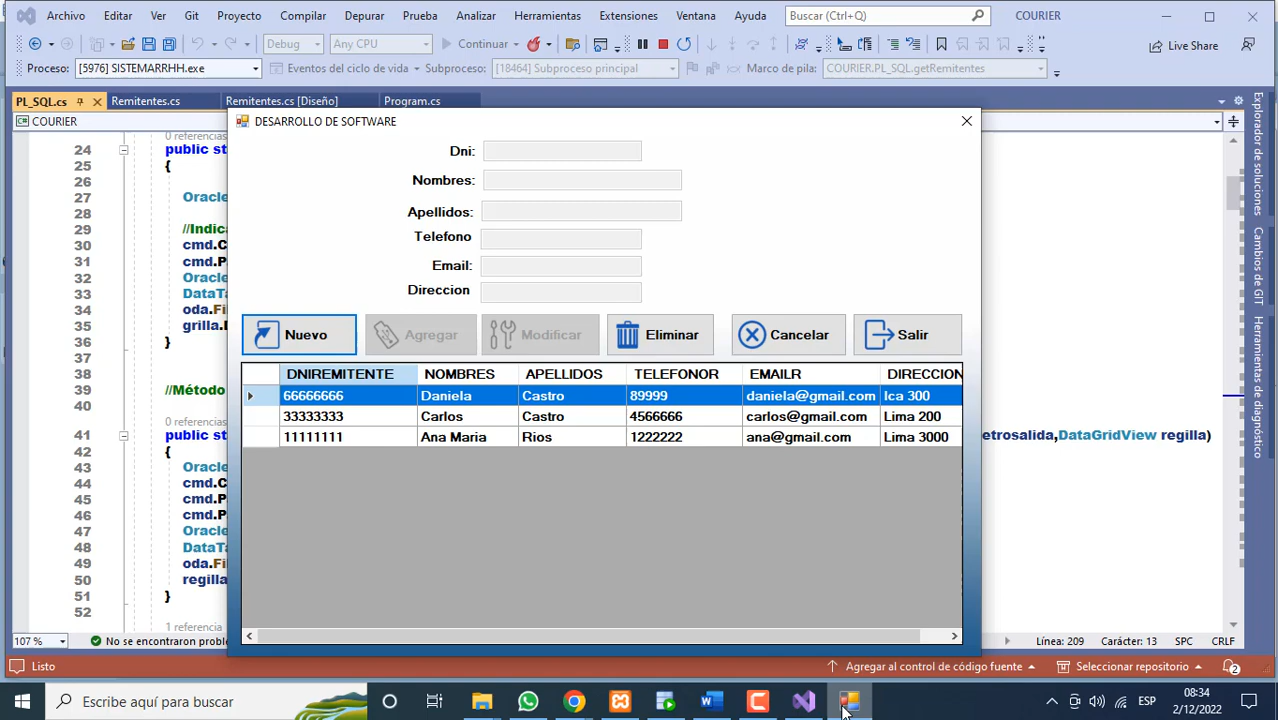 Archivo Editar Ver Git Proyecto Compilar Depurar Prueba Analizar Herramientas Extensiones Ventana Ayuda Buscar (Ctrl+Q) COURIER
Debug Any CPU Continuar Live Share
Proceso: [5976] SISTEMARRHH.exe Eventos del ciclo de vida Subproceso: [18464] Subproceso principal Marco de pila: COURIER.PL_SQL.getRemitentes
PL_SQL.cs Remitentes.cs Remitentes.cs [Diseño] Program.cs
COURIER
DESARROLLO DE SOFTWARE
0 referencias
24 public st
25 {
26
27 Oracle
28
29 //Indica
30 cmd.C
31 cmd.P
32 Oracle
33 DataTa
34 oda.Fi
35 grilla.
36 }
38
39 //Método
40
0 referencias
41 public st etrosalida,DataGridView regilla)
42 {
43 Oracle
44 cmd.C
45 cmd.P
46 cmd.P
47 Oracle
48 DataTa
49 oda.Fi
50 regilla
51 }
52
1 referencia
Dni:
Nombres:
Apellidos:
Telefono
Email:
Direccion
Nuevo Agregar Modificar Eliminar Cancelar Salir
DNIREMITENTE NOMBRES APELLIDOS TELEFONOR EMAILR DIRECCION
66666666 Daniela Castro 89999 daniela@gmail.com Ica 300
33333333 Carlos Castro 4566666 carlos@gmail.com Lima 200
11111111 Ana Maria Rios 1222222 ana@gmail.com Lima 3000
Explorador de soluciones
Cambios de GIT
Herramientas de diagnóstico
107 % No se encontraron probl Línea: 209 Carácter: 13 SPC CRLF
Listo Agregar al control de código fuente Seleccionar repositorio 2
Escribe aquí para buscar ESP 08:34
2/12/2022